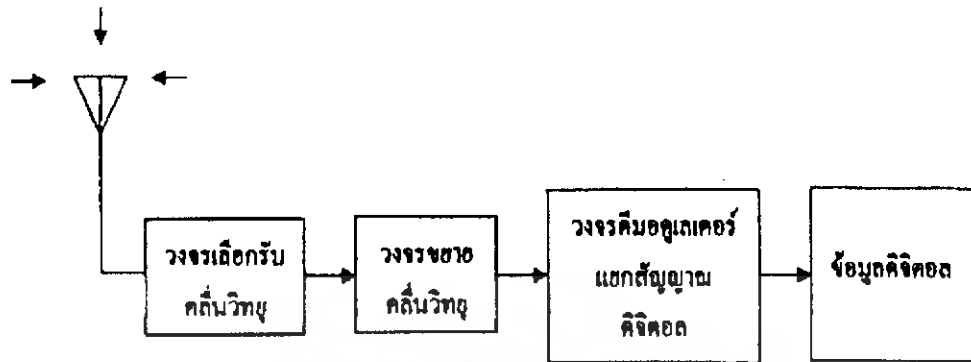 วงจรเลือกรับ
คลื่นวิทยุ
วงจรขยาย
คลื่นวิทยุ
วงจรดีมอดูเลเตอร์
แยกสัญญาณ
ดิจิตอล
ข้อมูลดิจิตอล